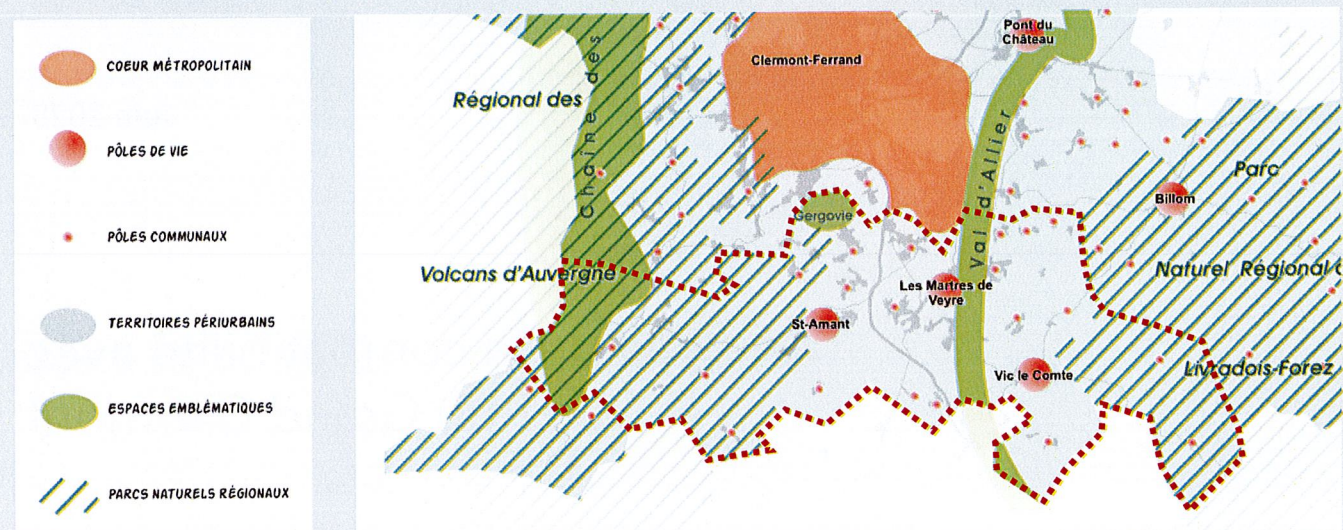 COEUR MÉTROPOLITAIN
PÔLES DE VIE
PÔLES COMMUNAUX
TERRITOIRES PÉRIURBAINS
ESPACES EMBLÉMATIQUES
PARCS NATURELS RÉGIONAUX
Pont du
Château
Clermont-Ferrand
Régional des
Chaîne des
Val d'Allier
Parc
Billom
Gergovie
Volcans d'Auvergne
Naturel Régional
Les Martres de
Veyre
St-Amant
Vic le Comte
Livradois-Forez